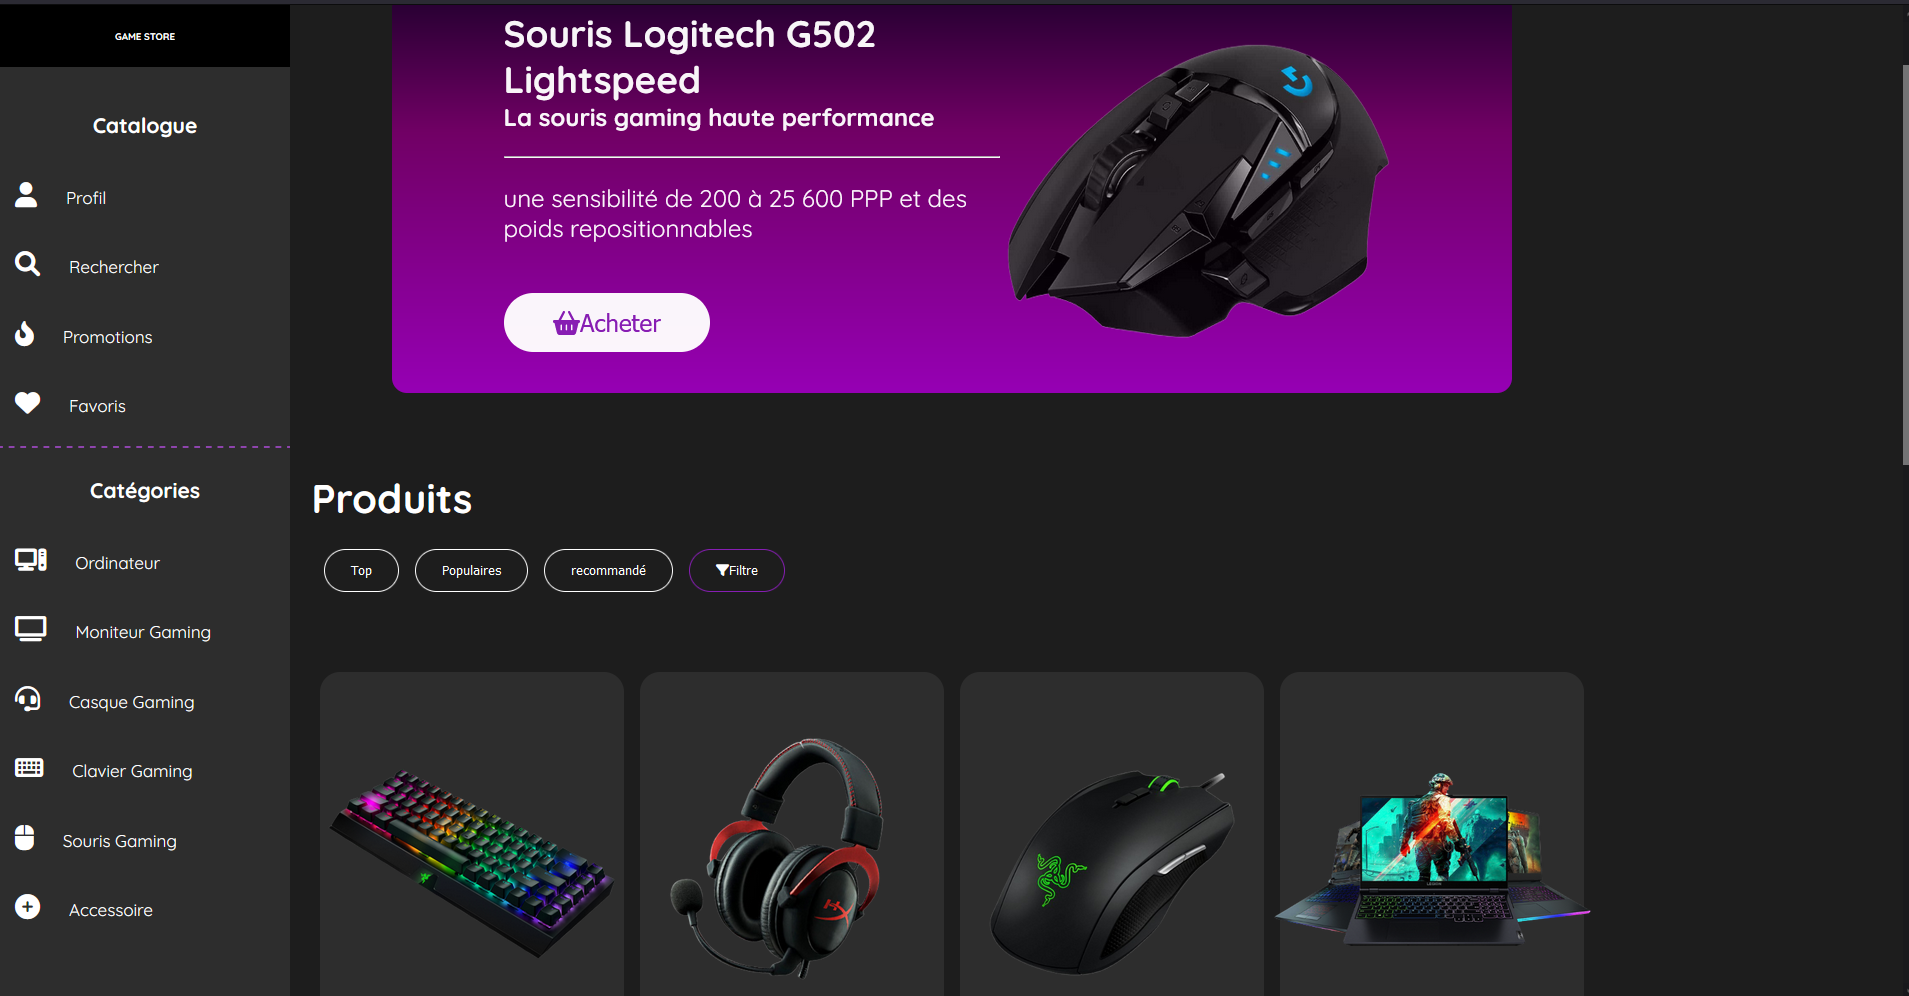 GAME STORE
Catalogue
Profil
Rechercher
Promotions
Favoris
Catégories
Ordinateur
Moniteur Gaming
Casque Gaming
Clavier Gaming
Souris Gaming
Accessoire
Souris Logitech G502
Lightspeed
La souris gaming haute performance
une sensibilité de 200 à 25 600 PPP et des
poids repositionnables
Acheter
Produits
Top
Populaires
recommandé
Filtre